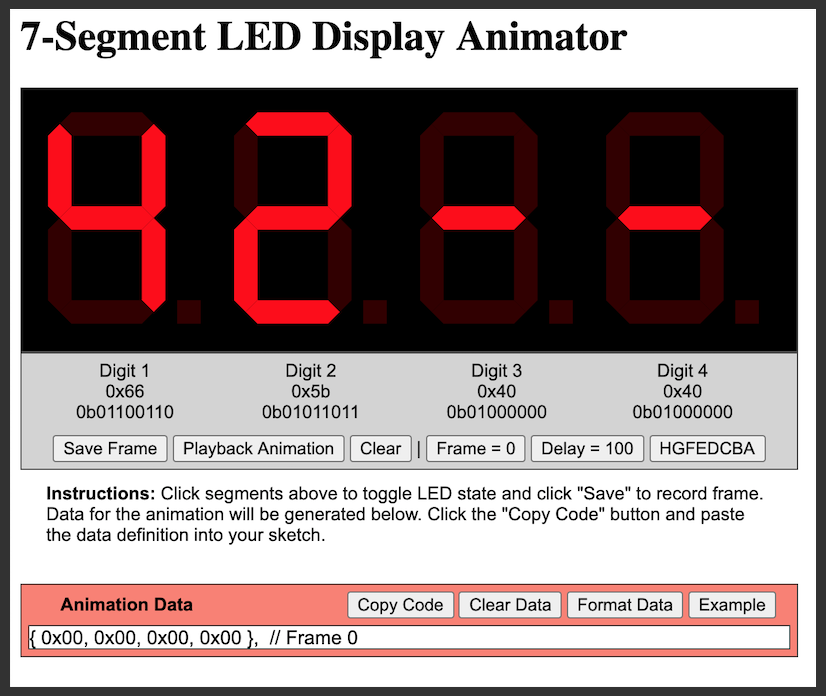 7-Segment LED Display Animator
42--
Digit 1 Digit 2 Digit 3 Digit 4
0x66 0x5b 0x40 0x40
0b01100110 0b01011011 0b01000000 0b01000000
Save Frame Playback Animation Clear | Frame = 0 Delay = 100 HGFEDCBA
Instructions: Click segments above to toggle LED state and click "Save" to record frame.
Data for the animation will be generated below. Click the "Copy Code" button and paste
the data definition into your sketch.
Animation Data Copy Code Clear Data Format Data Example
{ 0x00, 0x00, 0x00, 0x00 },  // Frame 0